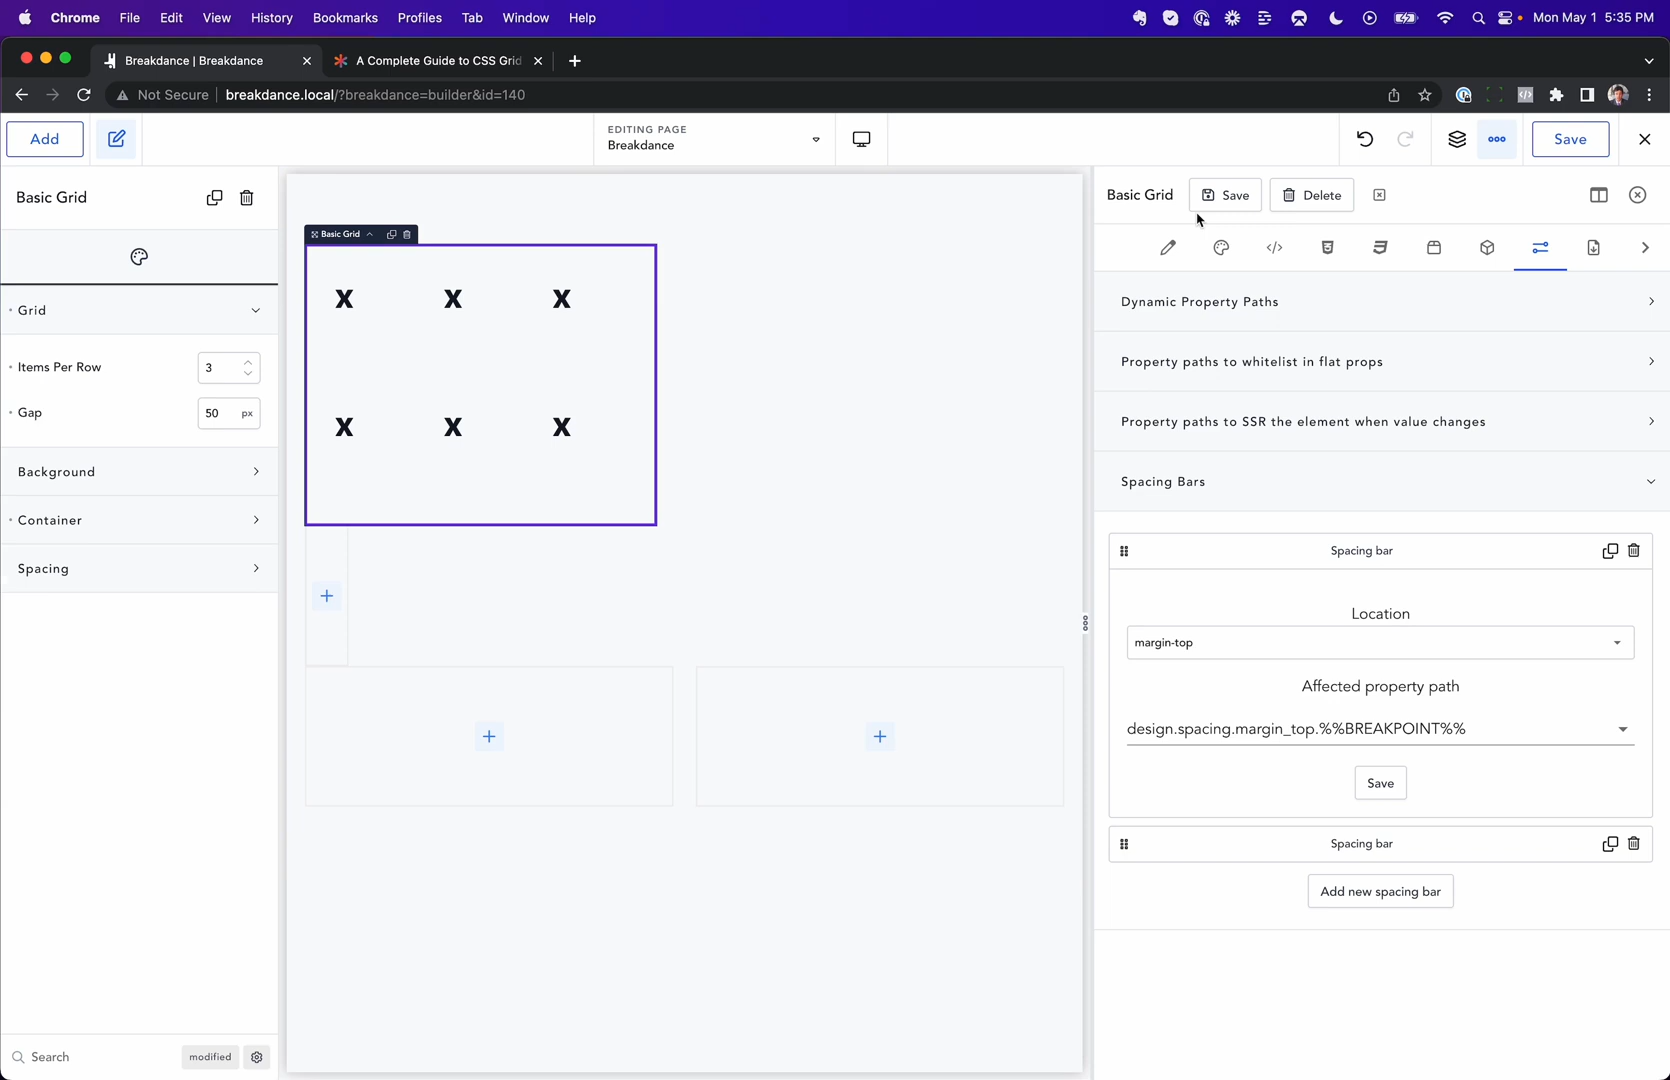 Chrome File Edit View History Bookmarks Profiles Tab Window Help Mon May 1 5:35 PM
Breakdance | Breakdance A Complete Guide to CSS Grid
Not Secure breakdance.local/?breakdance=builder&id=140
Add EDITING PAGE Save
Breakdance
Basic Grid
Basic Grid Save Delete
Basic Grid
X X X
X X X
Grid
Items Per Row 3
Gap 50 px
Background
Container
Spacing
Dynamic Property Paths
Property paths to whitelist in flat props
Property paths to SSR the element when value changes
Spacing Bars
Spacing bar
Location
margin-top
Affected property path
design.spacing.margin_top.%%BREAKPOINT%%
Save
Spacing bar
Add new spacing bar
Search modified